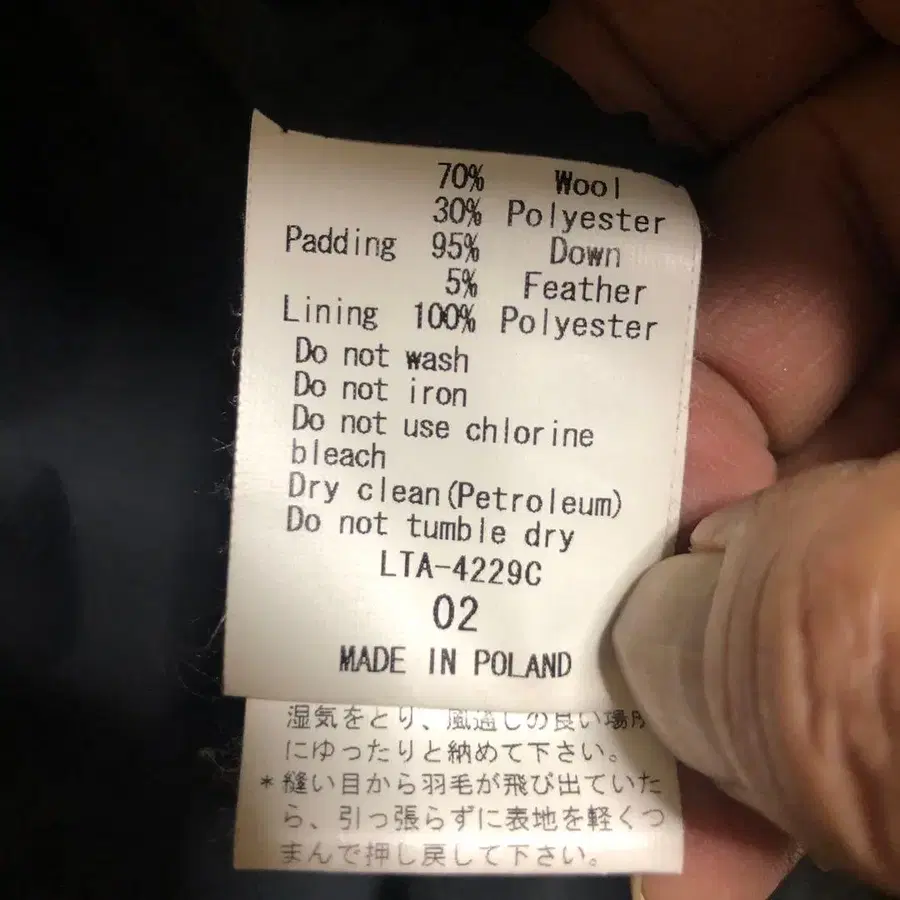 70% Wool
30% Polyester
Padding 95% Down
5% Feather
Lining 100% Polyester
Do not wash
Do not iron
Do not use chlorine
bleach
Dry clean(Petroleum)
Do not tumble dry
LTA-4229C
02
MADE IN POLAND
湿気をとり、風通しの良い場所
にゆったりと納めて下さい。
*縫い目から羽毛が飛び出ていた
ら、引っ張らずに表地を軽くつ
まんで押し戻して下さい。